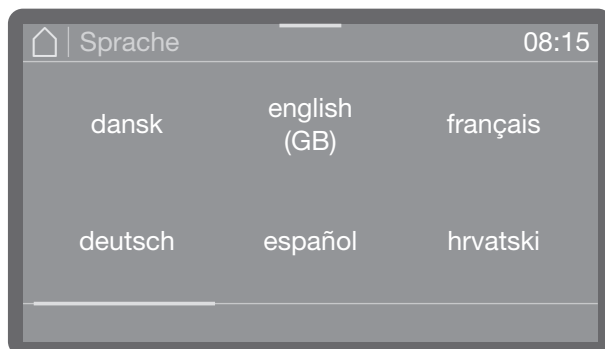 Sprache 08:15
dansk english (GB) français
deutsch español hrvatski